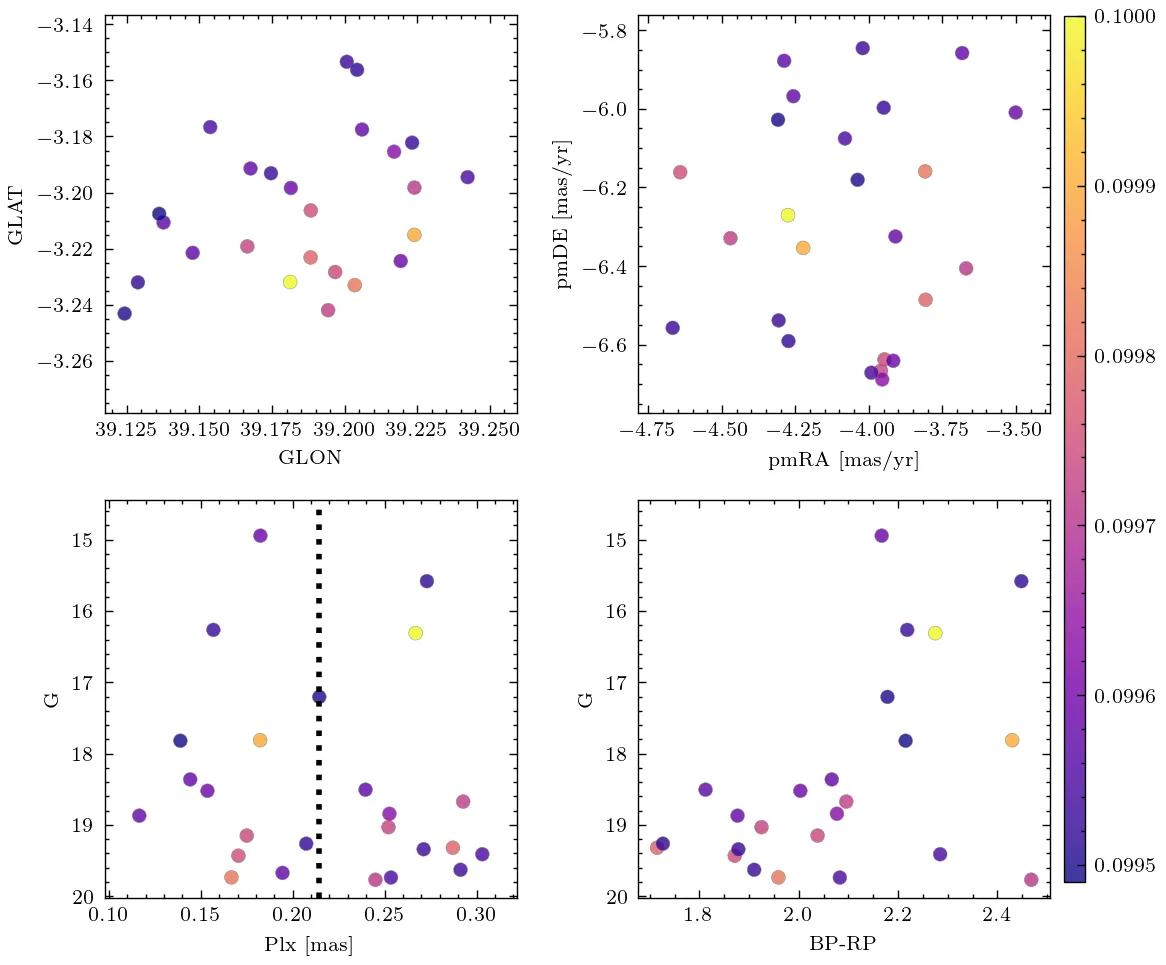 −3.14
−3.16
−3.18
−3.20
−3.22
−3.24
−3.26
GLAT
39.125 39.150 39.175 39.200 39.225 39.250
GLON
−5.8
−6.0
−6.2
−6.4
−6.6
pmDE [mas/yr]
−4.75 −4.50 −4.25 −4.00 −3.75 −3.50
pmRA [mas/yr]
15
16
17
18
19
20
G
0.10 0.15 0.20 0.25 0.30
Plx [mas]
15
16
17
18
19
20
G
1.8 2.0 2.2 2.4
BP-RP
0.1000
0.0999
0.0998
0.0997
0.0996
0.0995